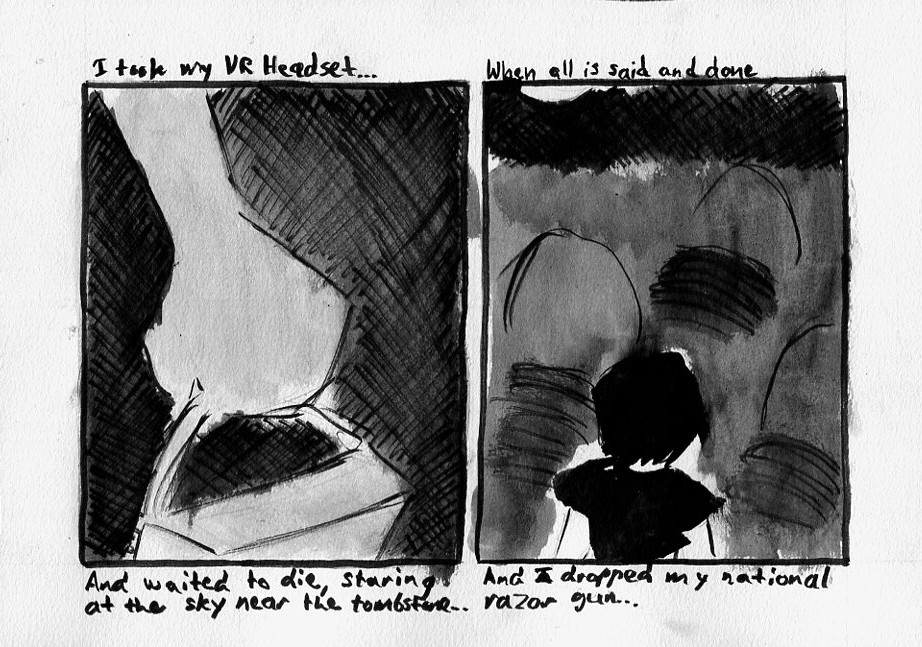 I took my VR Headset...
When all is said and done
And waited to die, staring
at the sky near the tombstone...
And I dropped my national
razor gun...